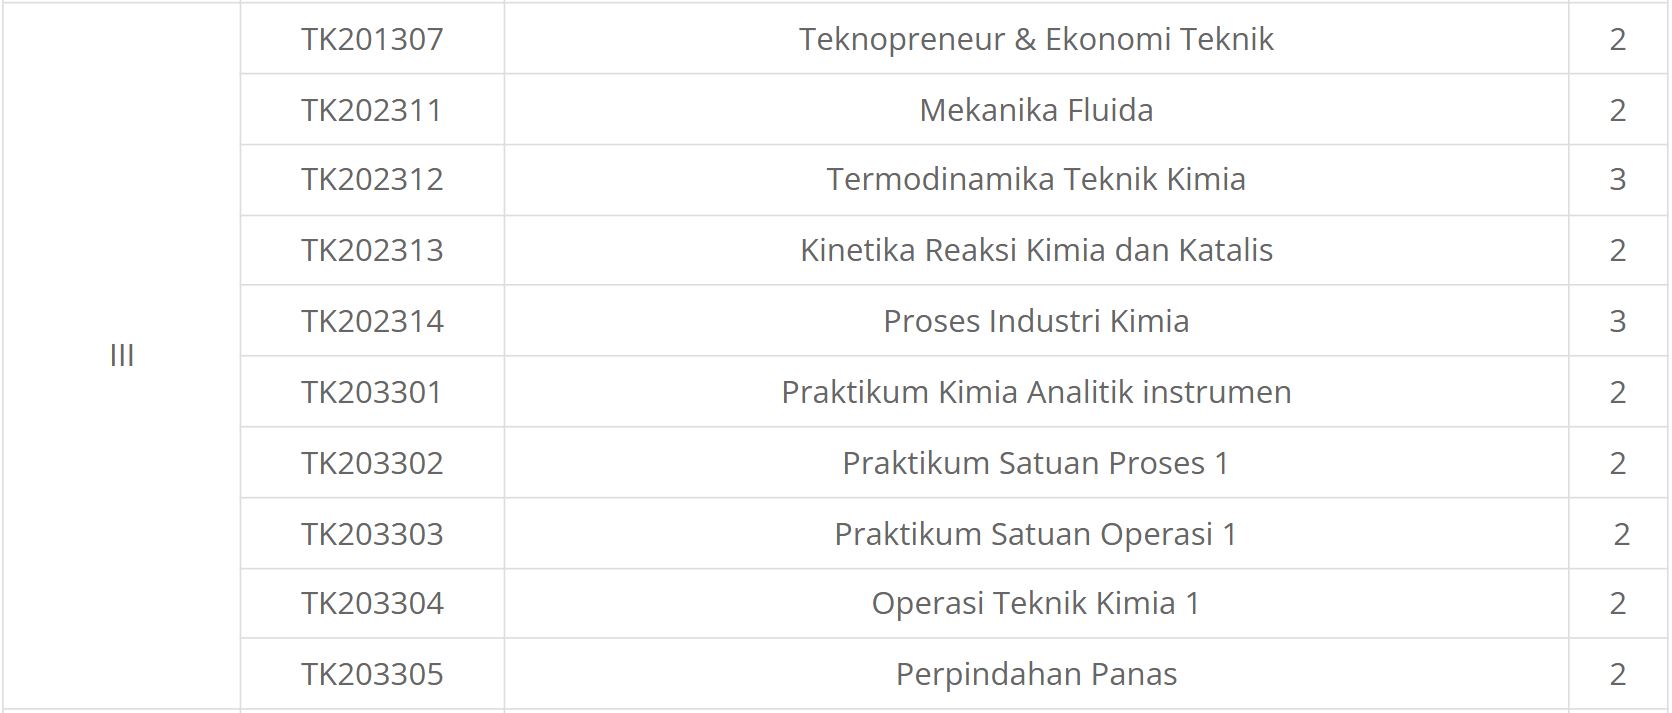 TK201307 Teknopreneur & Ekonomi Teknik 2
TK202311 Mekanika Fluida 2
TK202312 Termodinamika Teknik Kimia 3
TK202313 Kinetika Reaksi Kimia dan Katalis 2
TK202314 Proses Industri Kimia 3
III
TK203301 Praktikum Kimia Analitik instrumen 2
TK203302 Praktikum Satuan Proses 1 2
TK203303 Praktikum Satuan Operasi 1 2
TK203304 Operasi Teknik Kimia 1 2
TK203305 Perpindahan Panas 2